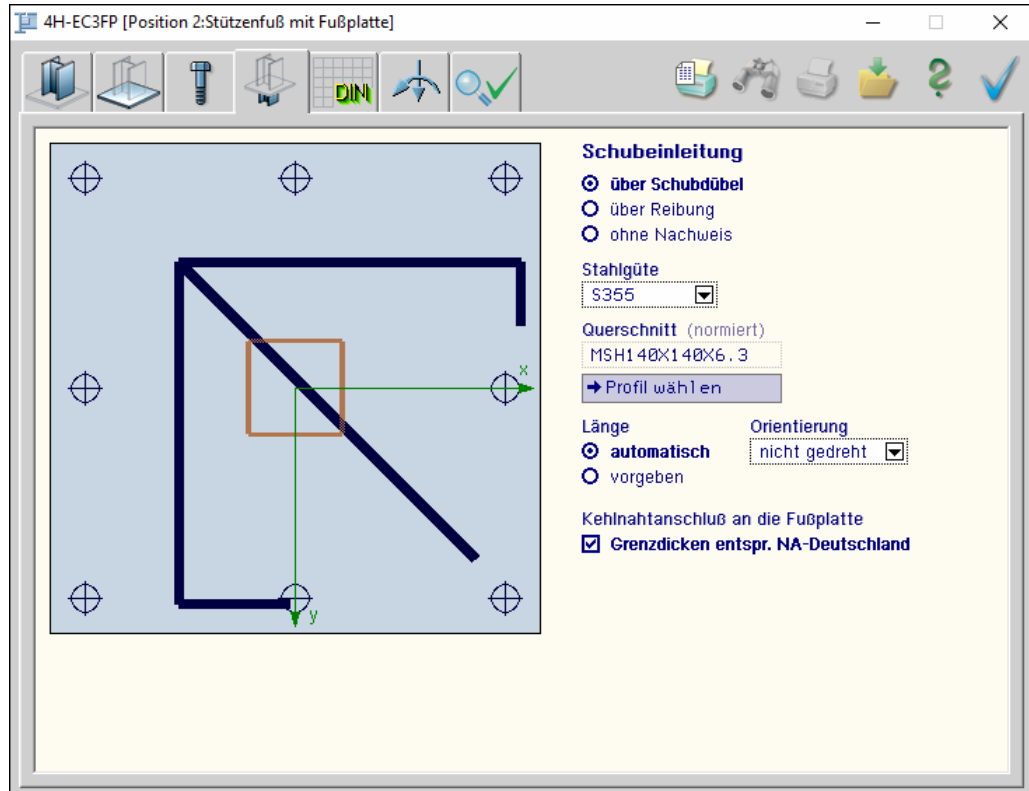 4H-EC3FP [Position 2:Stützenfuß mit Fußplatte]
DIN
Schubeinleitung
über Schubdübel
über Reibung
ohne Nachweis
Stahlgüte
S355
Querschnitt (normiert)
MSH140X140X6.3
Profil wählen
Länge
Orientierung
automatisch
nicht gedreht
vorgeben
Kehlnahtanschluß an die Fußplatte
Grenzdicken entspr. NA-Deutschland
x
y